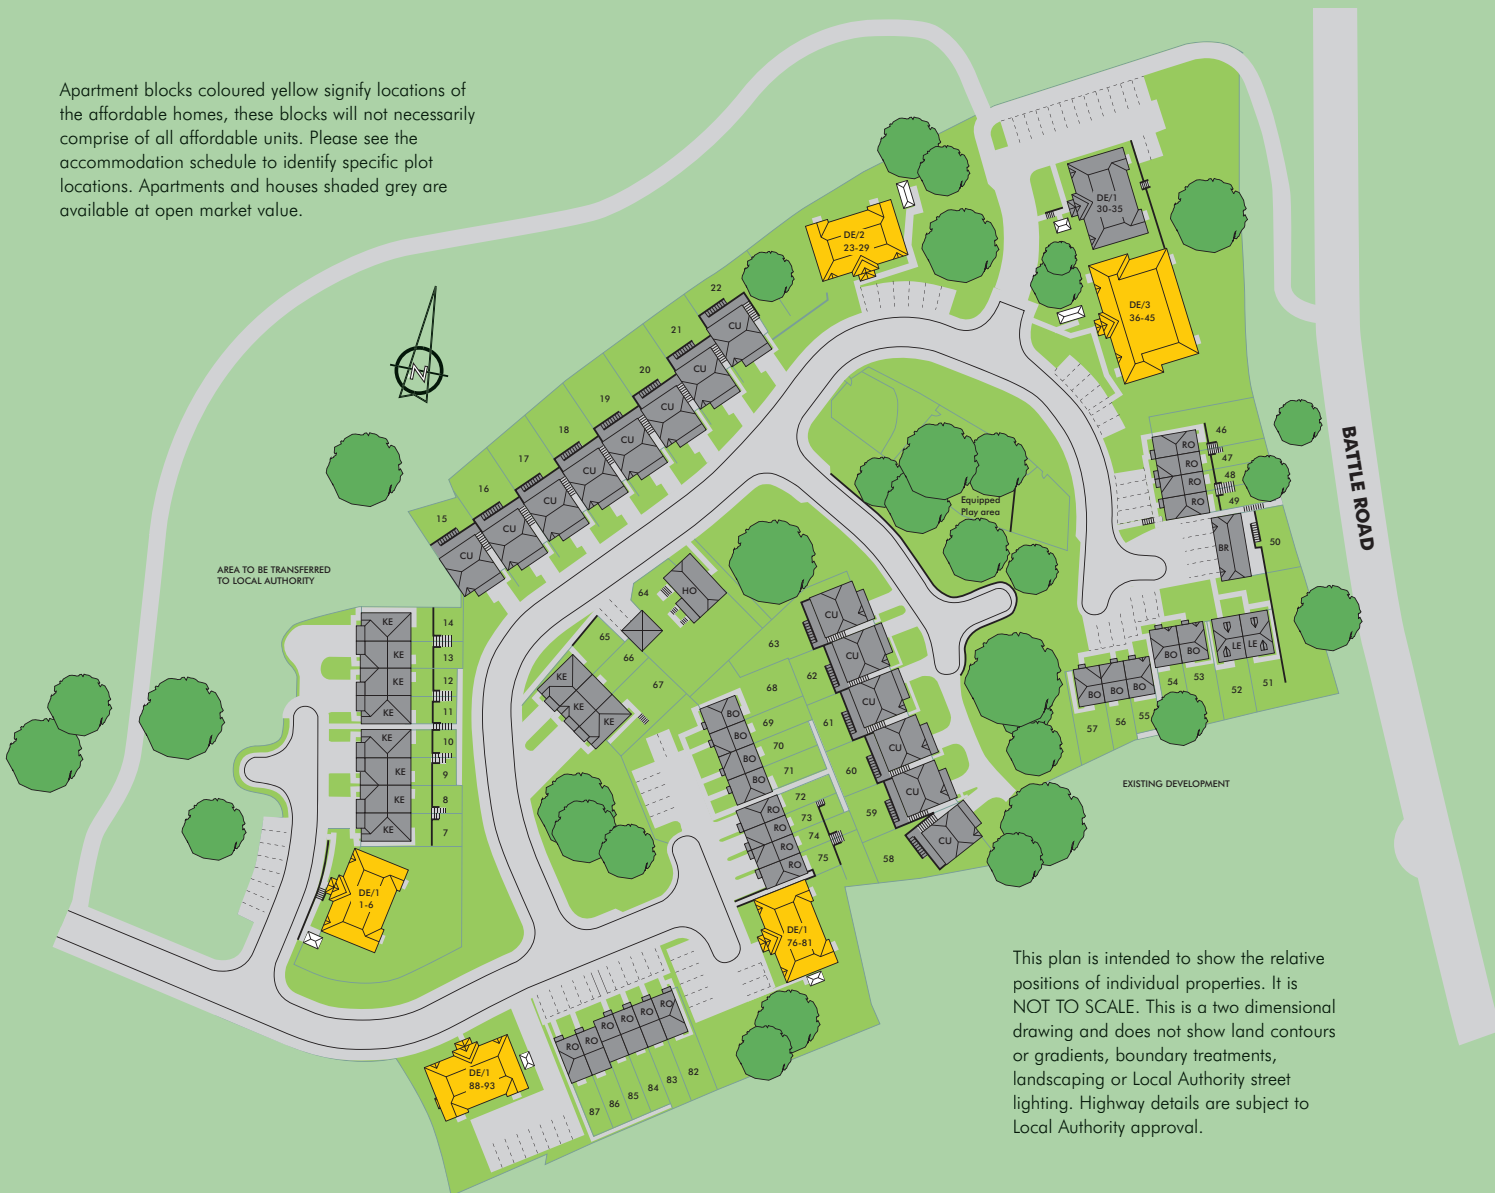 Apartment blocks coloured yellow signify locations of
the affordable homes, these blocks will not necessarily
comprise of all affordable units. Please see the
accommodation schedule to identify specific plot
locations. Apartments and houses shaded grey are
available at open market value.
DE/1
30-35
DE/2
23-29
DE/3
36-45
22
CU
21
CU
20
CU
19
CU
18
CU
17
CU
16
CU
15
CU
N
BATTLE ROAD
46
RO
47
RO
48
RO
49
RO
Equipped
Play area
50
BR
AREA TO BE TRANSFERRED
TO LOCAL AUTHORITY
64
HO
65
66
67
KE
KE
KE
63
62
CU
61
CU
60
CU
59
CU
58
CU
CU
14
KE
13
KE
12
KE
11
KE
10
KE
9
KE
8
KE
7
KE
LE
LE
BO
BO
BO
BO
BO
51
52
53
54
55
56
57
68
BO
69
BO
70
BO
71
BO
72
RO
73
RO
74
RO
75
RO
EXISTING DEVELOPMENT
DE/1
1-6
DE/1
76-81
DE/1
88-93
RO
RO
RO
RO
RO
RO
82
83
84
85
86
87
This plan is intended to show the relative
positions of individual properties. It is
NOT TO SCALE. This is a two dimensional
drawing and does not show land contours
or gradients, boundary treatments,
landscaping or Local Authority street
lighting. Highway details are subject to
Local Authority approval.